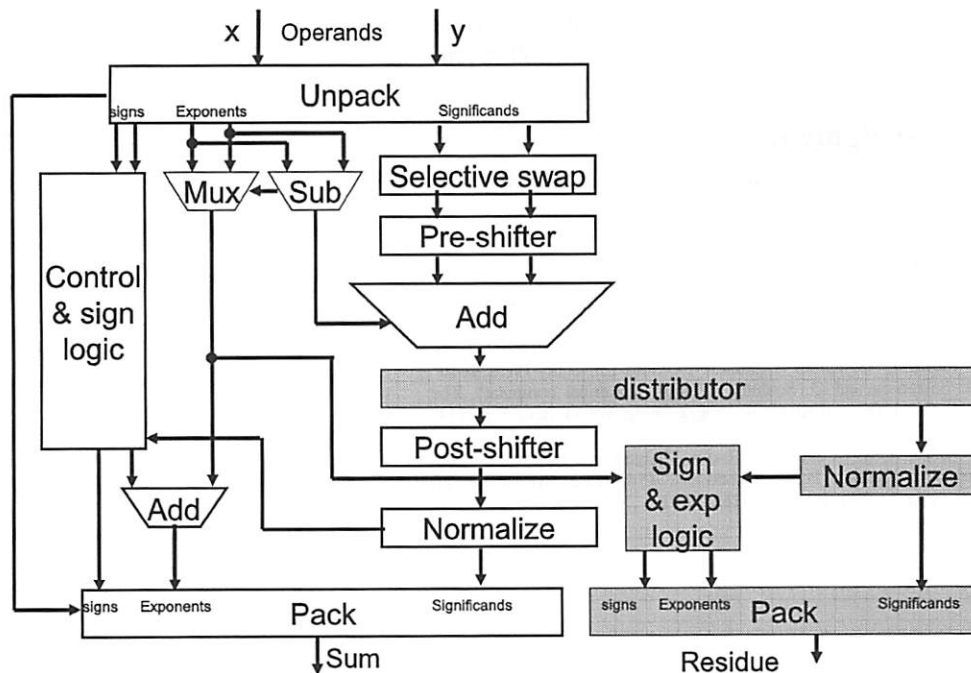 x Operands y
Unpack
signs Exponents Significands
Mux Sub Selective swap
Pre-shifter
Control
& sign
logic
Add
distributor
Post-shifter
Sign
& exp
logic
Normalize
Add
Normalize
signs Exponents Significands
Pack
signs Exponents Significands
Pack
Sum
Residue